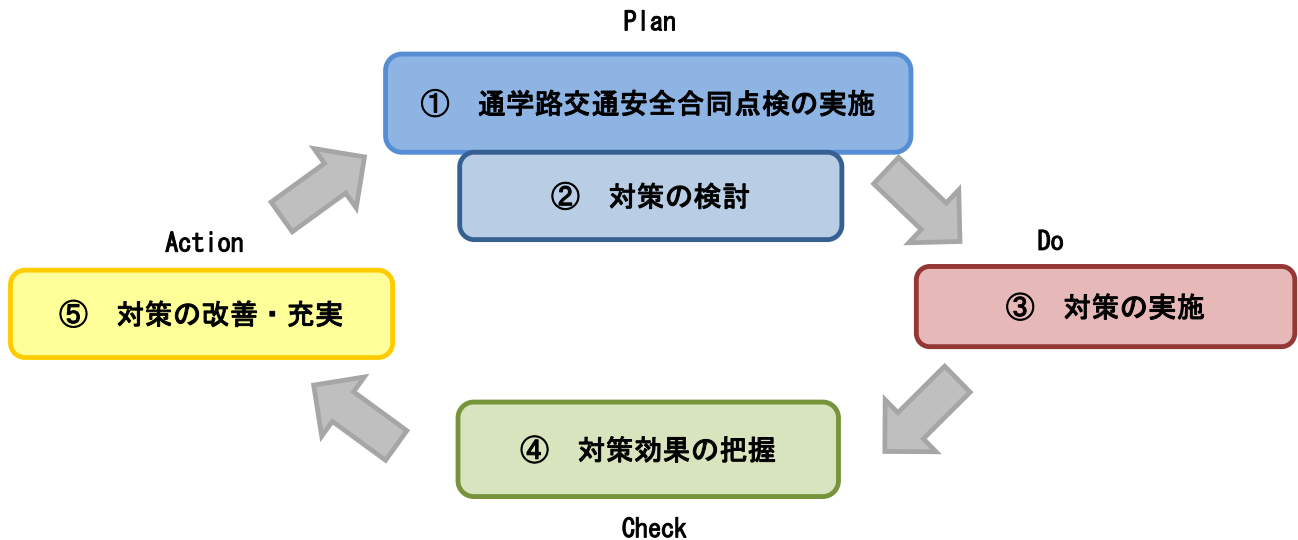 Plan
① 通学路交通安全合同点検の実施
② 対策の検討
Action
Do
⑤ 対策の改善・充実
③ 対策の実施
④ 対策効果の把握
Check